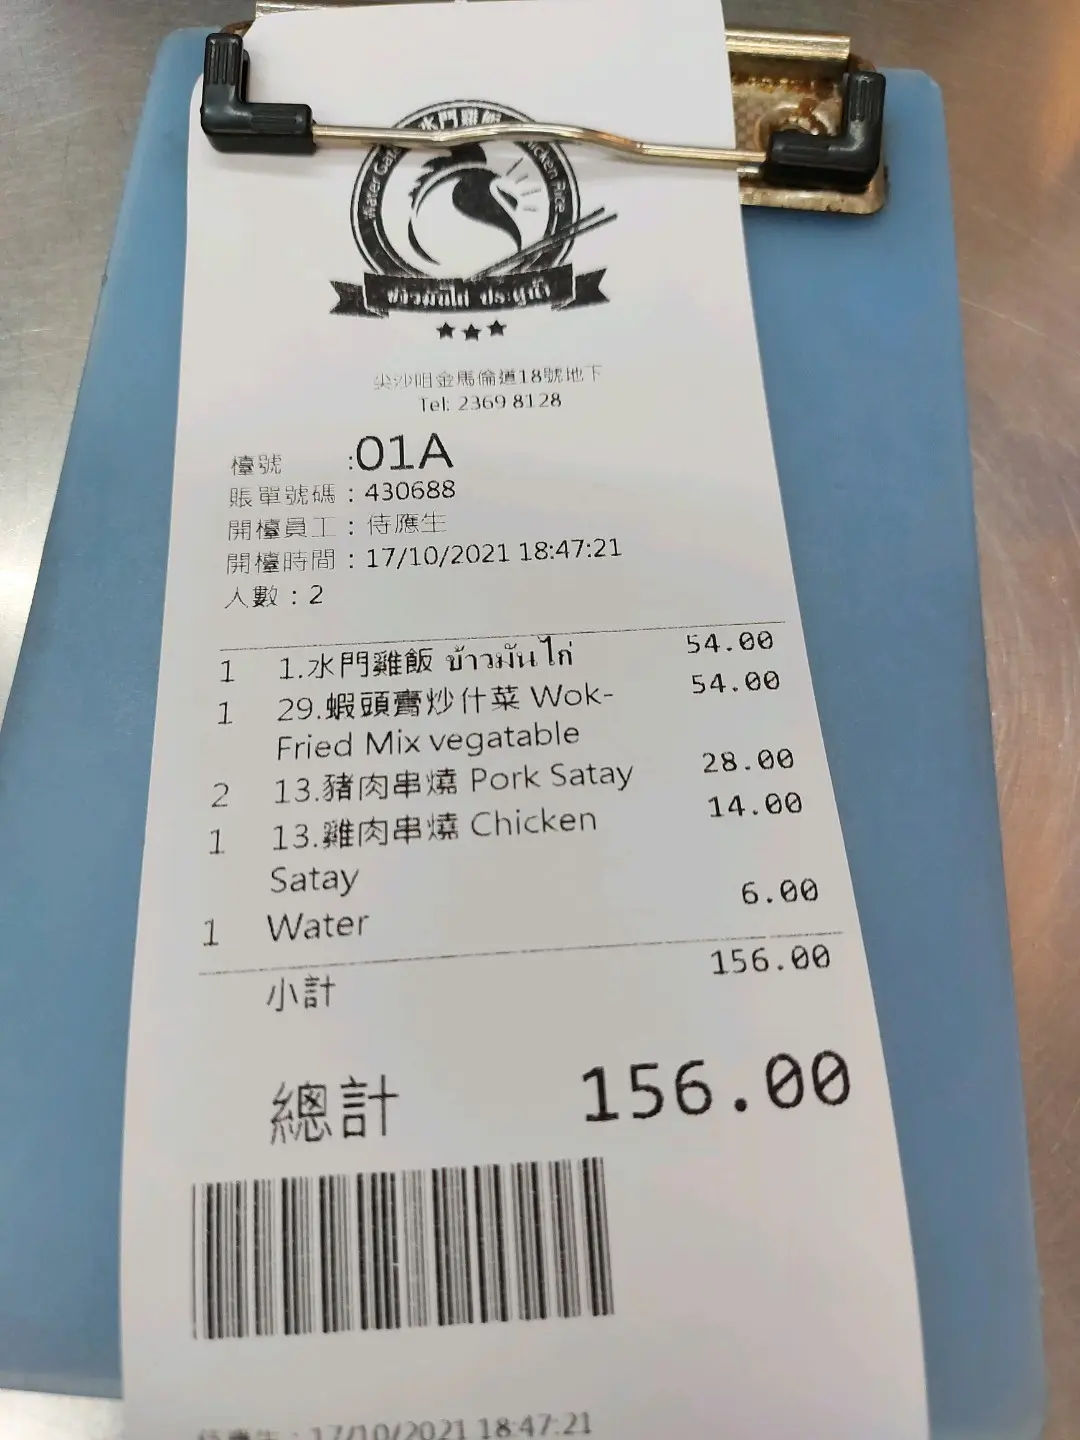 水門雞飯
Water Gate Chicken Rice
ข้าวมันไก่ ประตูน้ำ
尖沙咀金馬倫道18號地下
Tel: 2369 8128
檯號 :01A
賬單號碼 : 430688
開檯員工 : 侍應生
開檯時間 : 17/10/2021 18:47:21
人數 : 2
1 1.水門雞飯 ข้าวมันไก่ 54.00
1 29.蝦頭膏炒什菜 Wok- 54.00
Fried Mix vegatable
2 13.豬肉串燒 Pork Satay 28.00
1 13.雞肉串燒 Chicken 14.00
Satay
1 Water 6.00
小計 156.00
總計 156.00
侍應生 : 17/10/2021 18:47:21